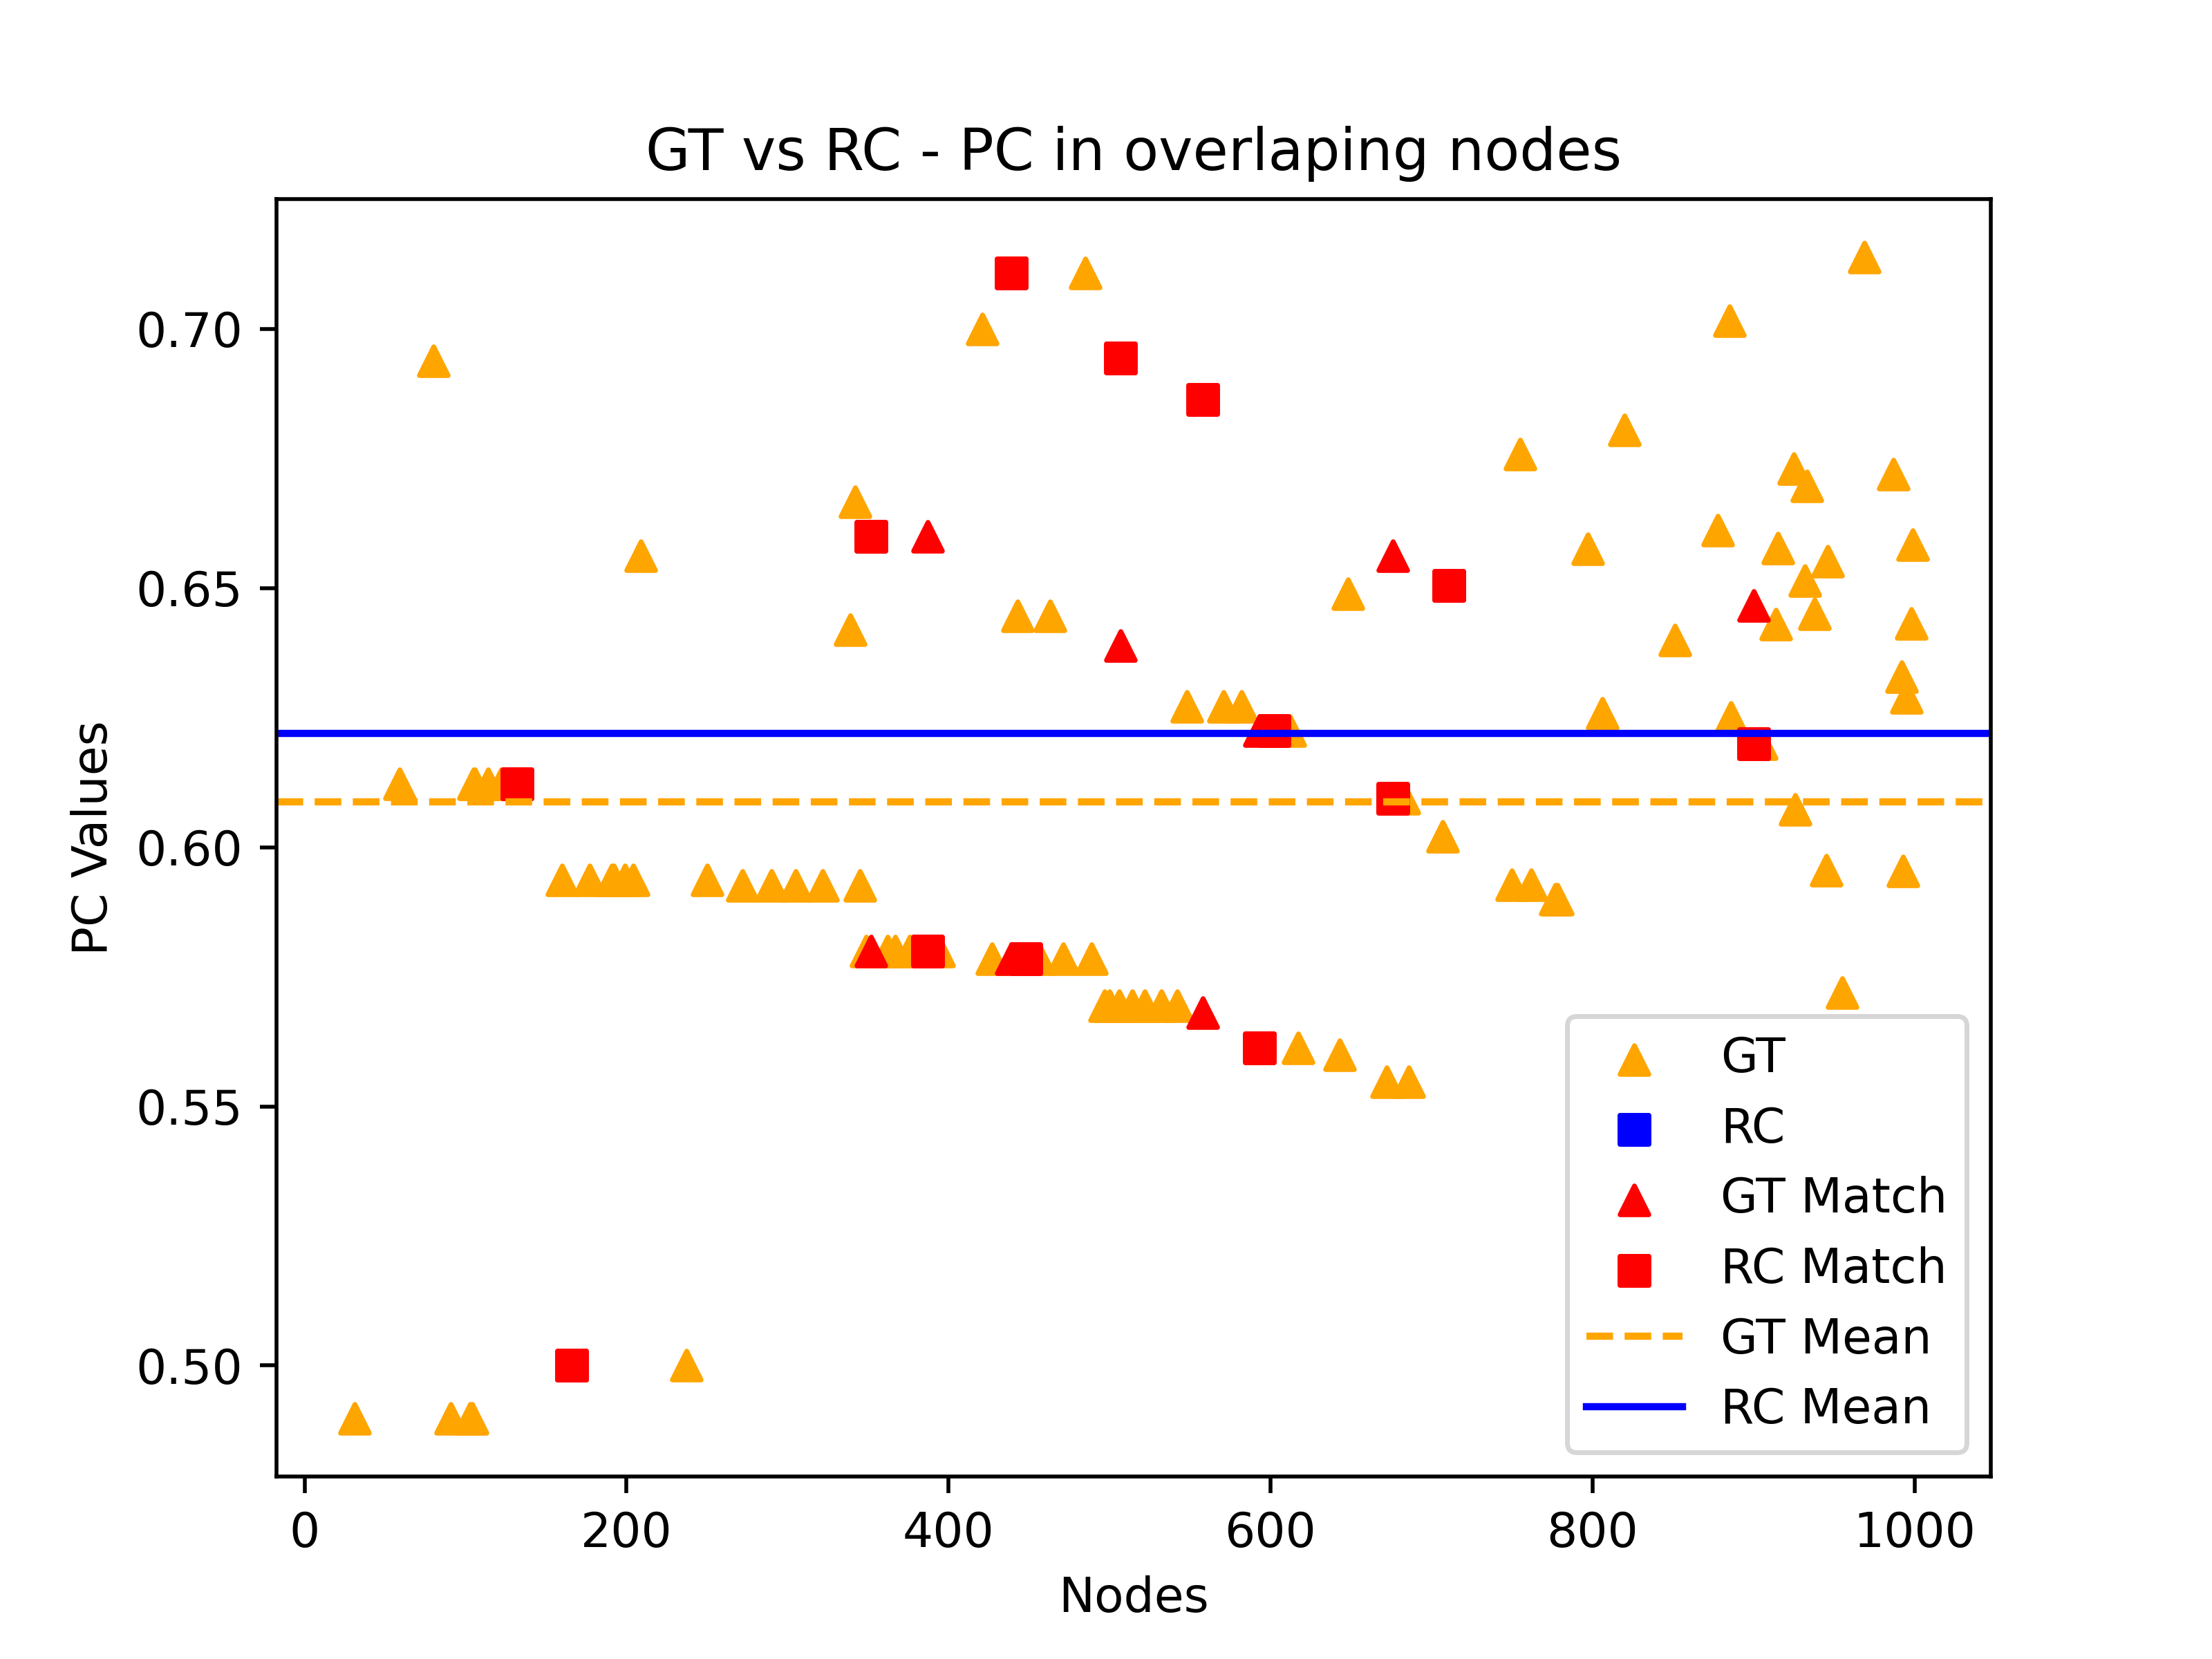 GT vs RC - PC in overlaping nodes
PC Values
0.70
0.65
0.60
0.55
0.50
0 200 400 600 800 1000
Nodes
GT
RC
GT Match
RC Match
GT Mean
RC Mean